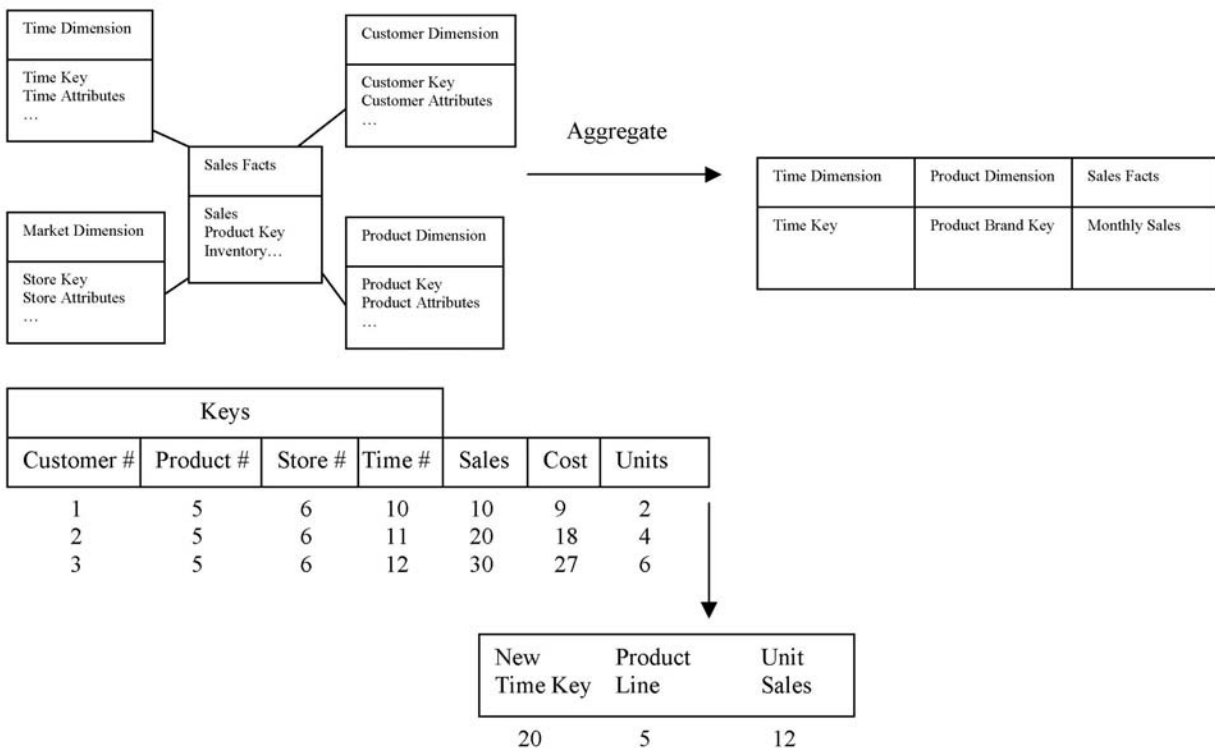 Time Dimension
Time Key
Time Attributes
…
Customer Dimension
Customer Key
Customer Attributes
…
Sales Facts
Sales
Product Key
Inventory…
Market Dimension
Store Key
Store Attributes
…
Product Dimension
Product Key
Product Attributes
…
Aggregate
Time Dimension Product Dimension Sales Facts
Time Key Product Brand Key Monthly Sales
Keys
Customer # Product # Store # Time # Sales Cost Units
1 5 6 10 10 9 2
2 5 6 11 20 18 4
3 5 6 12 30 27 6
New Product Unit
Time Key Line Sales
20 5 12